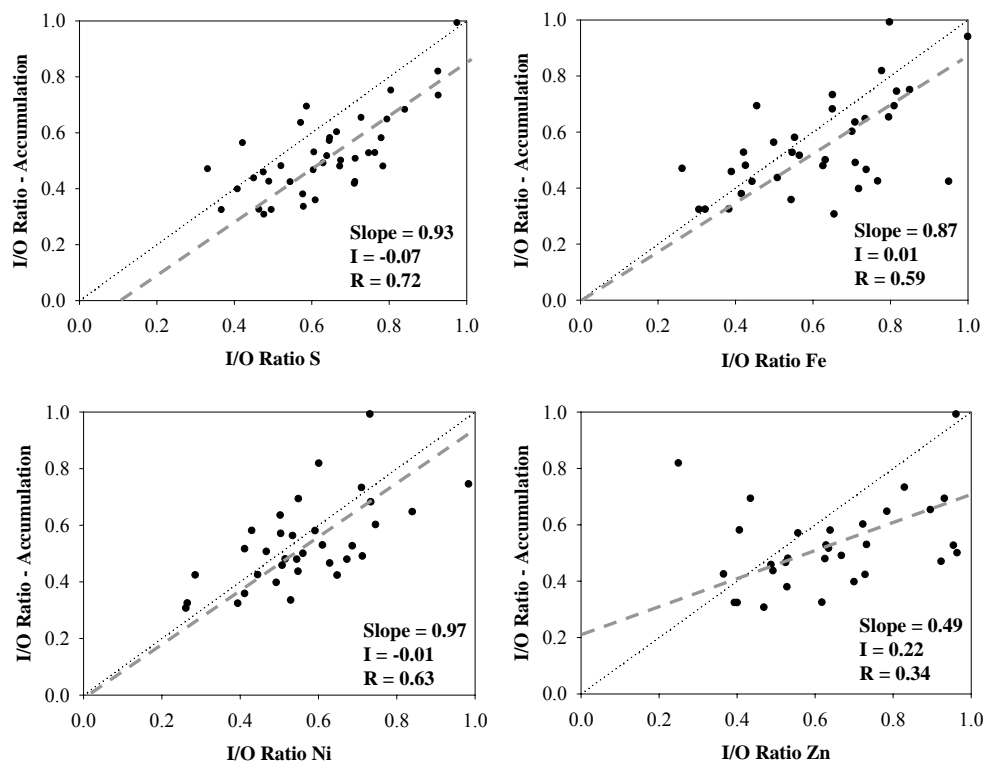 I/O Ratio - Accumulation
1.0
0.8
0.6
0.4
0.2
0.0
Slope = 0.93
I = -0.07
R = 0.72
0.0 0.2 0.4 0.6 0.8 1.0
I/O Ratio S
I/O Ratio - Accumulation
1.0
0.8
0.6
0.4
0.2
0.0
Slope = 0.87
I = 0.01
R = 0.59
0.0 0.2 0.4 0.6 0.8 1.0
I/O Ratio Fe
I/O Ratio - Accumulation
1.0
0.8
0.6
0.4
0.2
0.0
Slope = 0.97
I = -0.01
R = 0.63
0.0 0.2 0.4 0.6 0.8 1.0
I/O Ratio Ni
I/O Ratio - Accumulation
1.0
0.8
0.6
0.4
0.2
0.0
Slope = 0.49
I = 0.22
R = 0.34
0.0 0.2 0.4 0.6 0.8 1.0
I/O Ratio Zn